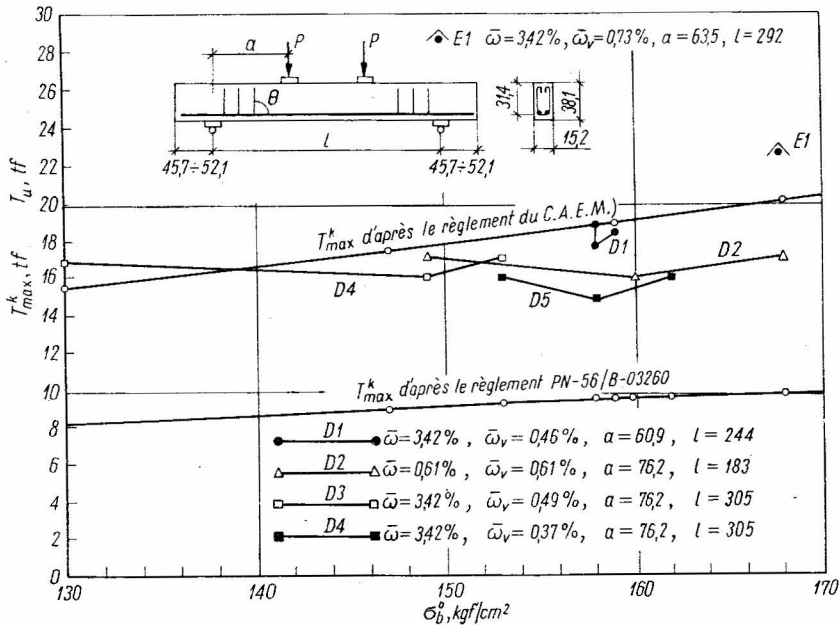 E1 ω̄=3,42%, ω̄ᵥ=0,73%, a=63,5, l=292
a
P
P
θ
l
45,7÷52,1
45,7÷52,1
31,4
38,1
15,2
T_u, tf
T^k_max, tf
30
28
26
24
22
20
18
16
14
12
10
8
6
4
2
0
E1
T^k_max d'après le règlement du C.A.E.M.)
D1
D2
D4
D5
T^k_max d'après le règlement PN-56/B-03260
D1 ω̄=3,42%, ω̄ᵥ=0,46%, a=60,9, l=244
D2 ω̄=0,61%, ω̄ᵥ=0,61%, a=76,2, l=183
D3 ω̄=3,42%, ω̄ᵥ=0,49%, a=76,2, l=305
D4 ω̄=3,42%, ω̄ᵥ=0,37%, a=76,2, l=305
130 140 150 160 170
σ°_b, kgf/cm²